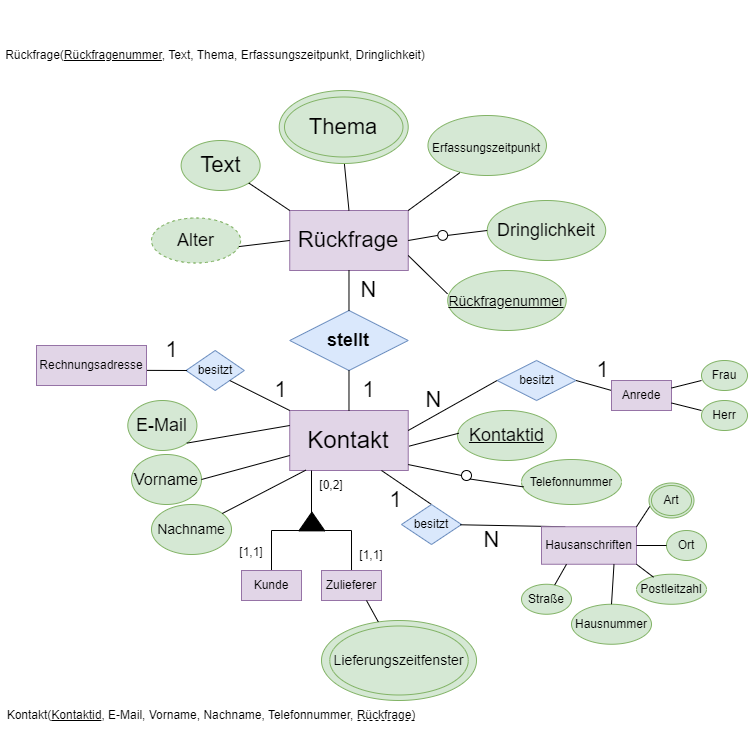 Rückfrage(Rückfragenummer, Text, Thema, Erfassungszeitpunkt, Dringlichkeit)
Thema
Erfassungszeitpunkt
Text
Alter
Rückfrage
Dringlichkeit
Rückfragenummer
N
stellt
Rechnungsadresse
1
besitzt
1
1
N
besitzt
1
Anrede
Frau
Herr
E-Mail
Kontakt
Kontaktid
Vorname
Telefonnummer
[0,2]
1
Art
Nachname
besitzt
N
Hausanschriften
Ort
[1,1]
[1,1]
Kunde
Zulieferer
Postleitzahl
Straße
Hausnummer
Lieferungszeitfenster
Kontakt(Kontaktid, E-Mail, Vorname, Nachname, Telefonnummer, Rückfrage)